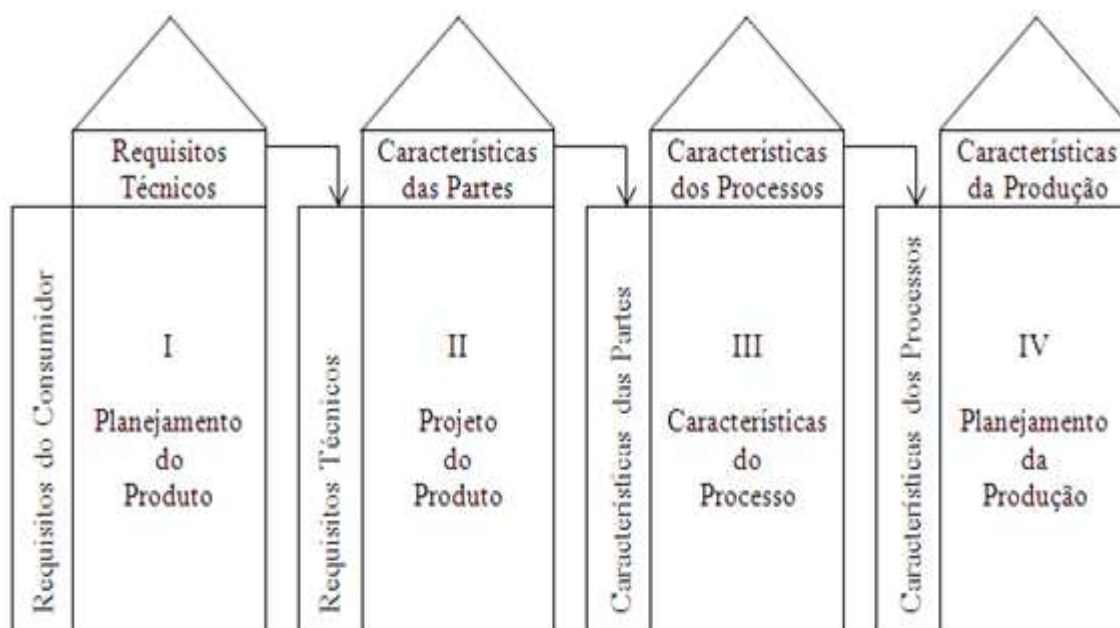 Requisitos
Técnicos
Características
das Partes
Características
dos Processos
Características
da Produção
Requisitos do Consumidor
I
Planejamento
do
Produto
Requisitos Técnicos
II
Projeto
do
Produto
Características das Partes
III
Características
do
Processo
Características dos Processos
IV
Planejamento
da
Produção